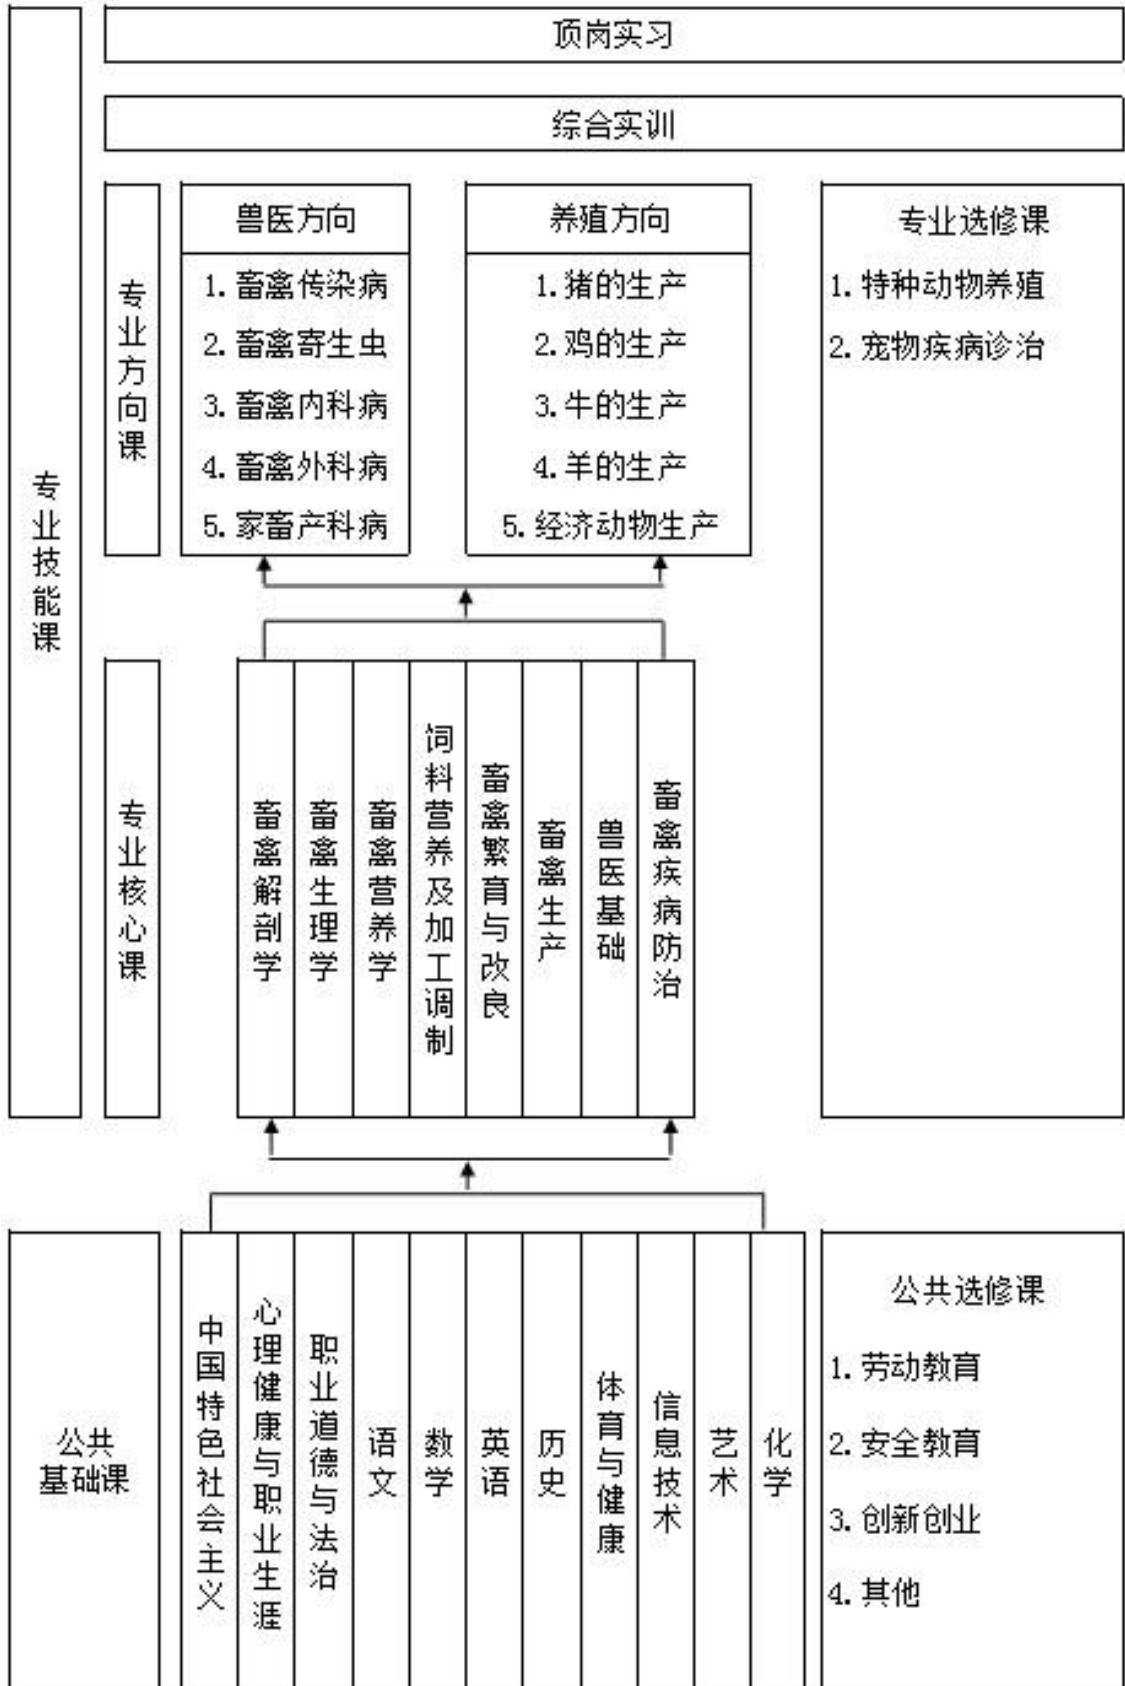 顶岗实习
综合实训
专业技能课
专业方向课
兽医方向
1.畜禽传染病
2.畜禽寄生虫
3.畜禽内科病
4.畜禽外科病
5.家畜产科病
养殖方向
1.猪的生产
2.鸡的生产
3.牛的生产
4.羊的生产
5.经济动物生产
专业选修课
1.特种动物养殖
2.宠物疾病诊治
专业核心课
畜禽解剖学
畜禽生理学
畜禽营养学
饲料营养及加工调制
畜禽繁育与改良
畜禽生产
兽医基础
畜禽疾病防治
公共
基础课
中国特色社会主义
心理健康与职业生涯
职业道德与法治
语文
数学
英语
历史
体育与健康
信息技术
艺术
化学
公共选修课
1.劳动教育
2.安全教育
3.创新创业
4.其他